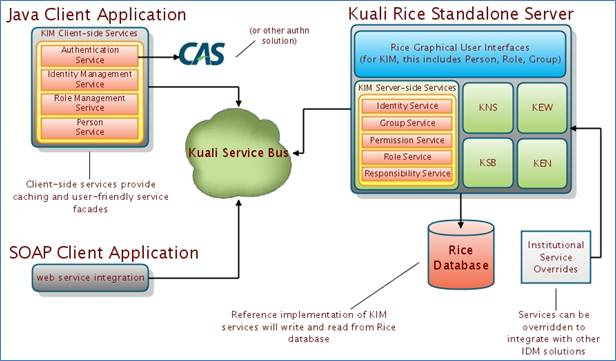 Java Client Application
KIM Client-side Services
Authentication
Service
Identity Management
Service
Role Management
Service
Person
Service
CAS
(or other authn
solution)
Client-side services provide
caching and user-friendly service
facades
Kuali Service Bus
SOAP Client Application
web service integration
Kuali Rice Standalone Server
Rice Graphical User Interfaces
(for KIM, this includes Person, Role, Group)
KIM Server-side Services
Identity Service
Group Service
Permission Service
Role Service
Responsibility Service
KNS
KEW
KSB
KEN
Rice
Database
Reference implementation of KIM
services will write and read from Rice
database
Institutional
Service
Overrides
Services can be
overridden to
integrate with other
IDM solutions